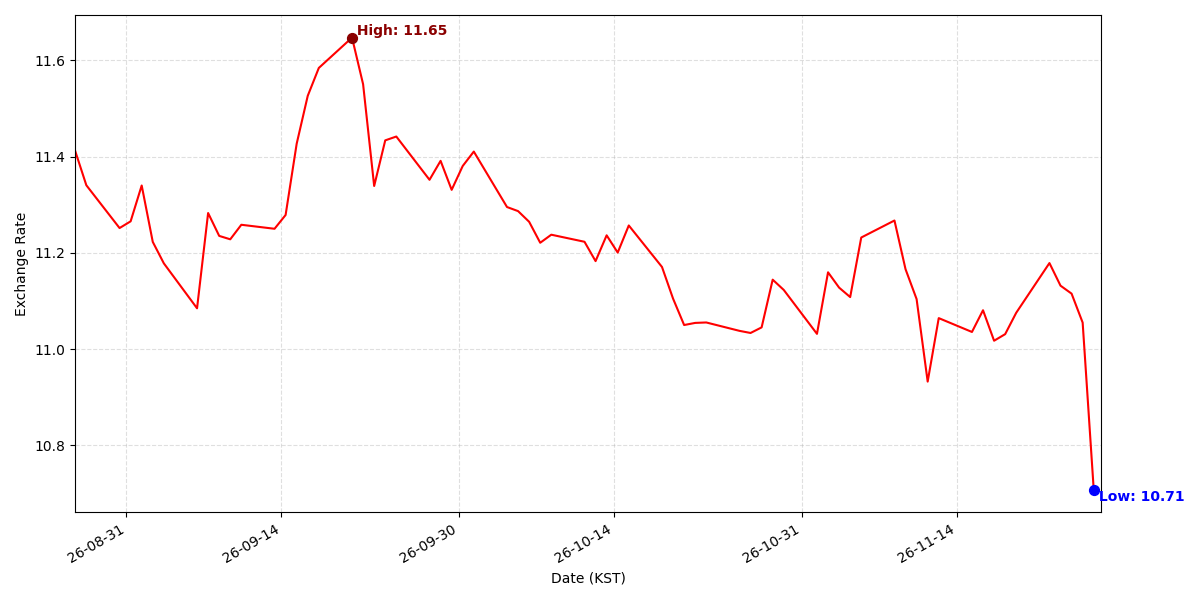 High: 11.65
11.6
11.4
11.2
11.0
10.8
Exchange Rate
Low: 10.71
26-08-31
26-09-14
26-09-30
26-10-14
26-10-31
26-11-14
Date (KST)